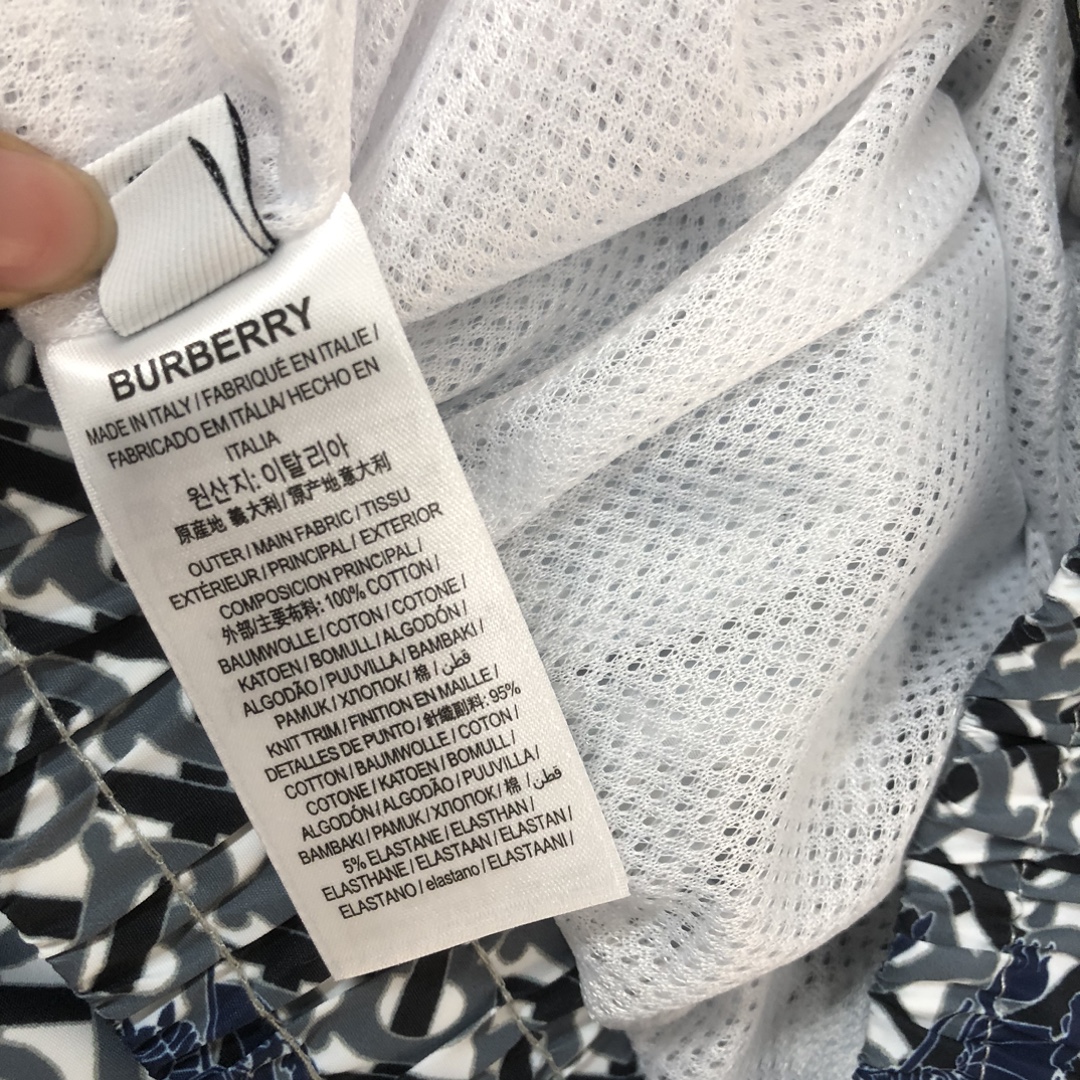 BURBERRY
MADE IN ITALY / FABRIQUÉ EN ITALIE /
FABRICADO EM ITÁLIA/ HECHO EN
ITALIA
원산지: 이탈리아
原産地 義大利 / 原产地 意大利
OUTER / MAIN FABRIC / TISSU
EXTÉRIEUR / PRINCIPAL / EXTERIOR
COMPOSICION PRINCIPAL /
外部/主要布料: 100% COTTON /
BAUMWOLLE / COTON / COTONE /
KATOEN / BOMULL / ALGODÓN /
ALGODÃO / PUUVILLA / BAMBAKI /
PAMUK / ХЛОПОК / 棉 / قطن
KNIT TRIM / FINITION EN MAILLE /
DETALLES DE PUNTO / 針織副料: 95%
COTTON / BAUMWOLLE / COTON /
COTONE / KATOEN / BOMULL /
ALGODÓN / ALGODÃO / PUUVILLA /
BAMBAKI / PAMUK / ХЛОПОК / 棉 / قطن
5% ELASTANE / ELASTHAN /
ELASTHANE / ELASTAAN / ELASTAN /
ELASTANO / elastano / ELASTAANI /